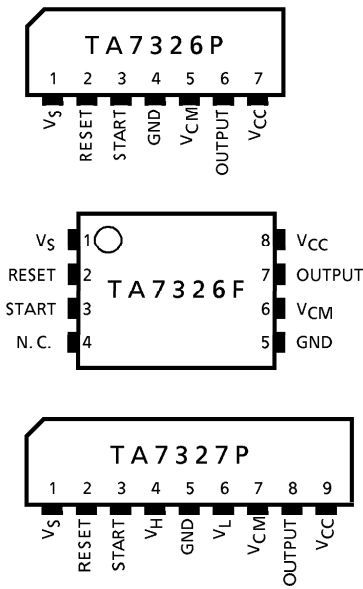 TA7326P
1 2 3 4 5 6 7
VS RESET START GND VCM OUTPUT VCC
VS 1 8 VCC
RESET 2 7 OUTPUT
TA7326F
START 3 6 VCM
N.C. 4 5 GND
TA7327P
1 2 3 4 5 6 7 8 9
VS RESET START VH GND VL VCM OUTPUT VCC